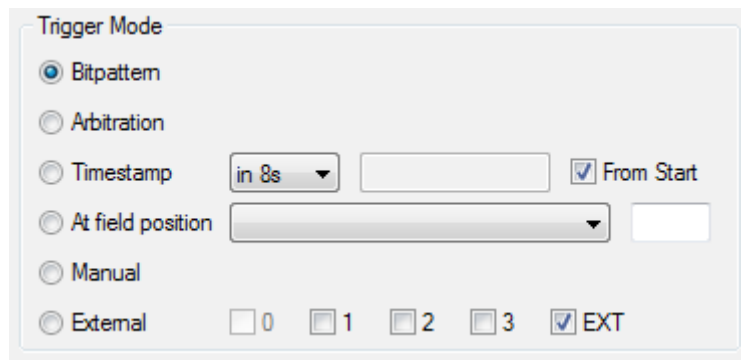 Trigger Mode
Bitpattern
Arbitration
Timestamp in 8s From Start
At field position
Manual
External 0 1 2 3 EXT